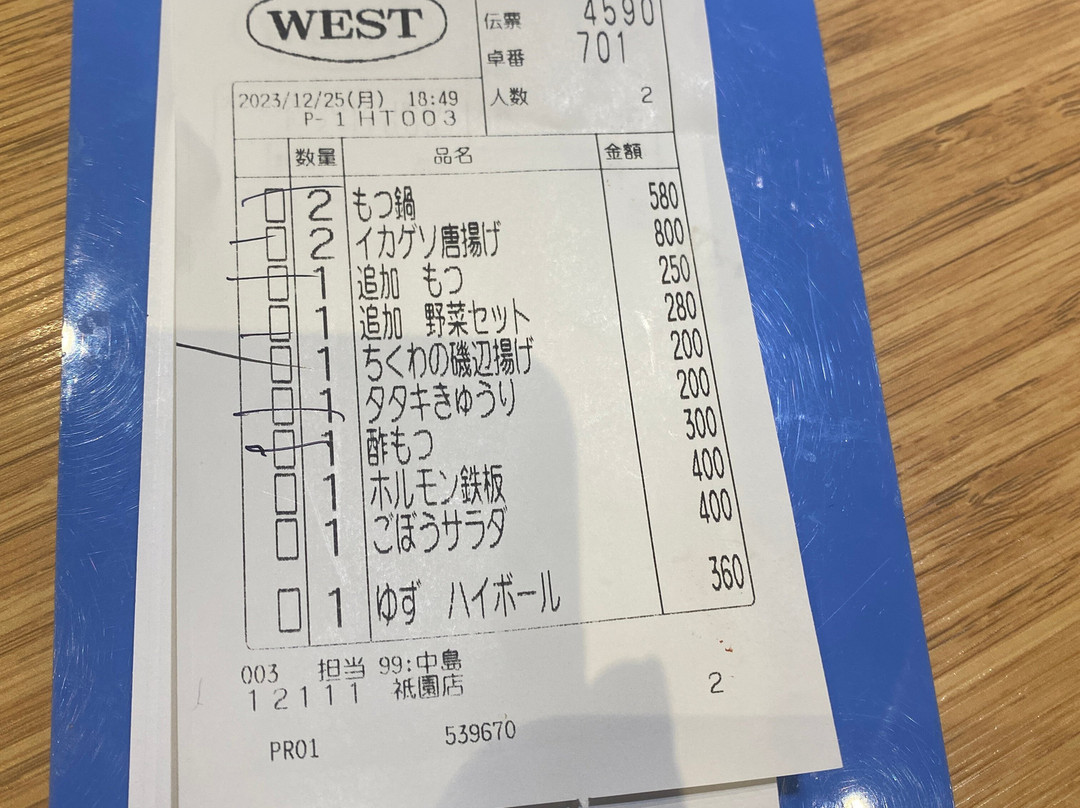 WEST
伝票 4590
卓番 701
人数 2
2023/12/25(月) 18:49
P- 1 HT003
数量 品名 金額
2 もつ鍋 580
2 イカゲソ唐揚げ 800
1 追加 もつ 250
1 追加 野菜セット 280
1 ちくわの磯辺揚げ 200
1 タタキきゅうり 200
1 酢もつ 300
1 ホルモン鉄板 400
1 ごぼうサラダ 400
1 ゆず ハイボール 360
003 担当 99:中島
12111 祇園店 2
PR01 539670